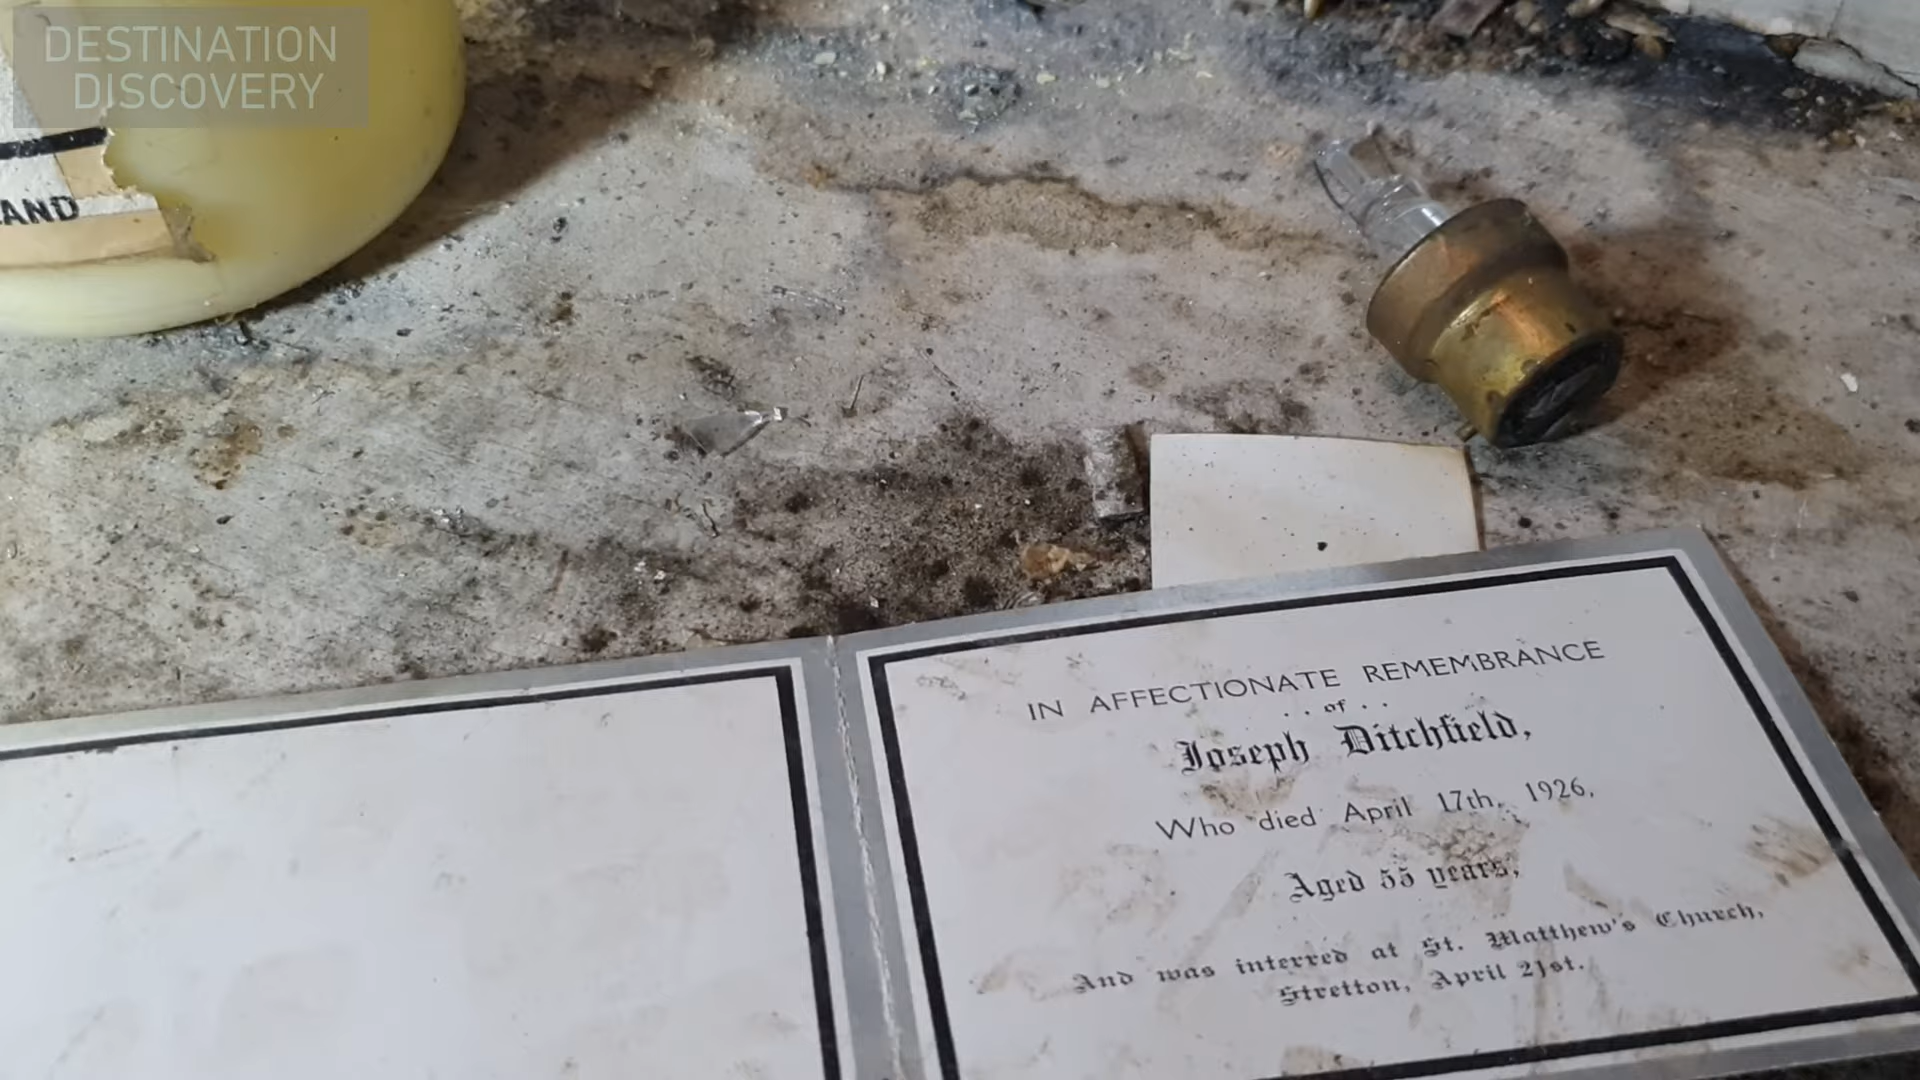 DESTINATION
DISCOVERY
AND
IN AFFECTIONATE REMEMBRANCE
. . of . .
Joseph Ditchfield,
Who died April 17th, 1926,
Aged 55 years,
And was interred at St. Matthew's Church,
Stretton, April 21st.